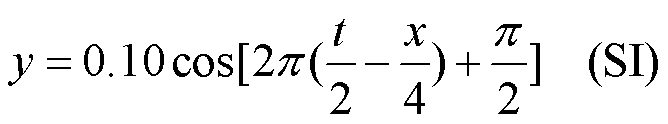 y = 0.10 cos[2π(t/2 − x/4) + π/2] (SI)